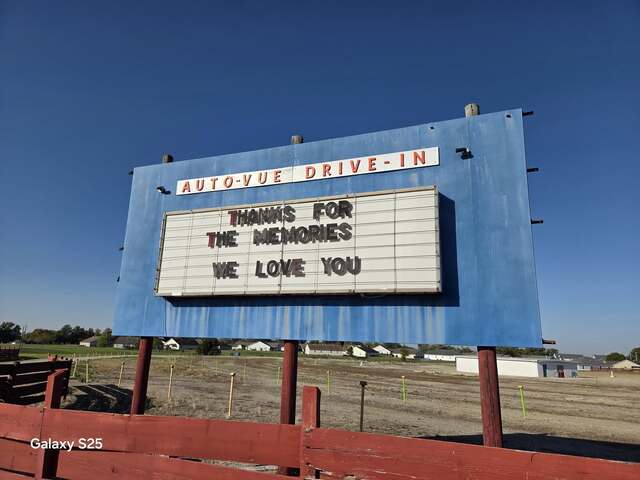 AUTO-VUE DRIVE-IN
THANKS FOR
THE MEMORIES
WE LOVE YOU
Galaxy S25